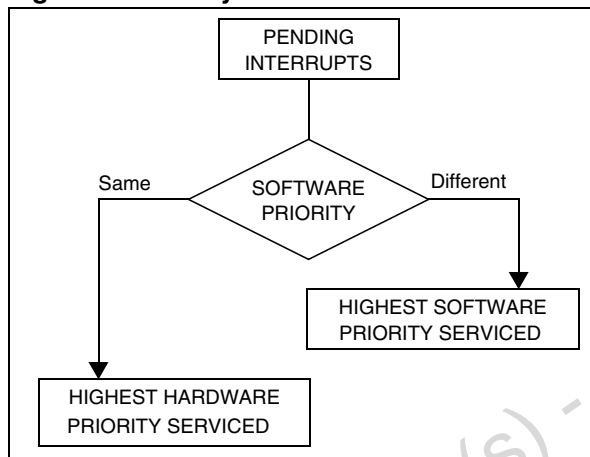 PENDING
INTERRUPTS
Same
SOFTWARE
PRIORITY
Different
HIGHEST SOFTWARE
PRIORITY SERVICED
HIGHEST HARDWARE
PRIORITY SERVICED
(s) -